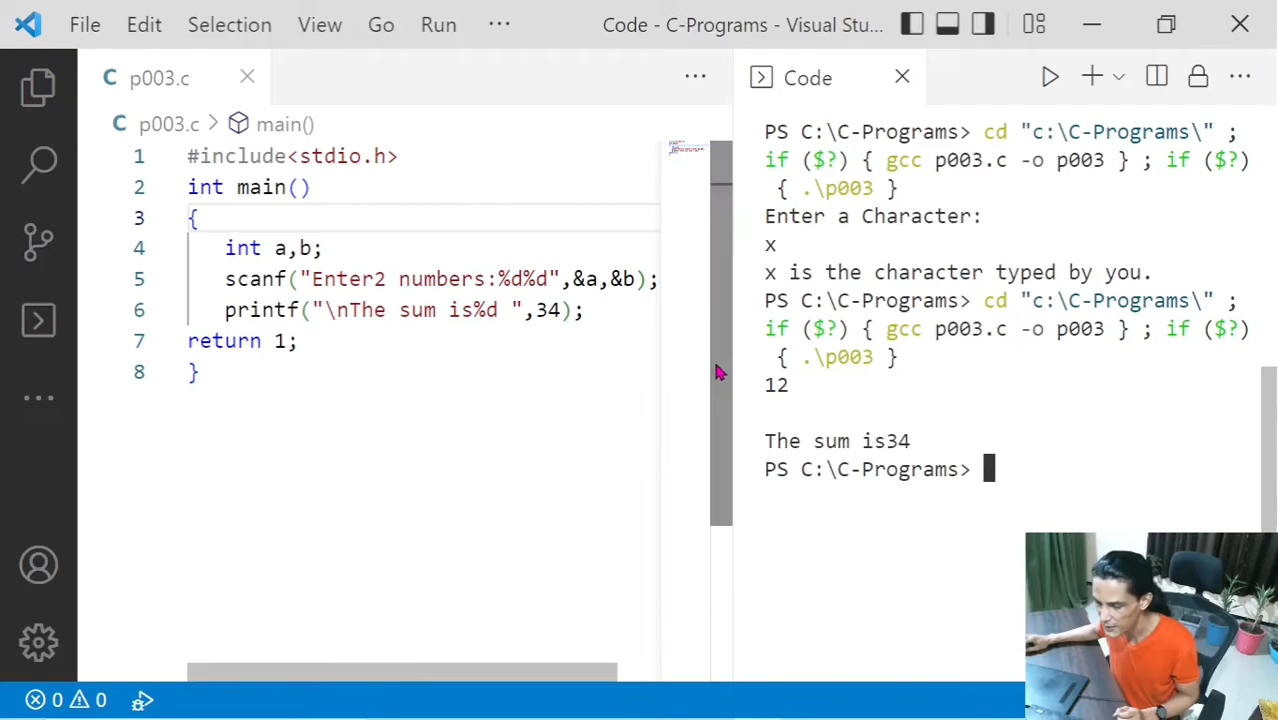 File Edit Selection View Go Run ··· Code - C-Programs - Visual Stu...
C p003.c
C p003.c > main()
1 #include<stdio.h>
2 int main()
3 {
4 int a,b;
5 scanf("Enter2 numbers:%d%d",&a,&b);
6 printf("\nThe sum is%d ",34);
7 return 1;
8 }
0 0
Code
PS C:\C-Programs> cd "c:\C-Programs\" ;
if ($?) { gcc p003.c -o p003 } ; if ($?)
{ .\p003 }
Enter a Character:
x
x is the character typed by you.
PS C:\C-Programs> cd "c:\C-Programs\" ;
if ($?) { gcc p003.c -o p003 } ; if ($?)
{ .\p003 }
12
The sum is34
PS C:\C-Programs>